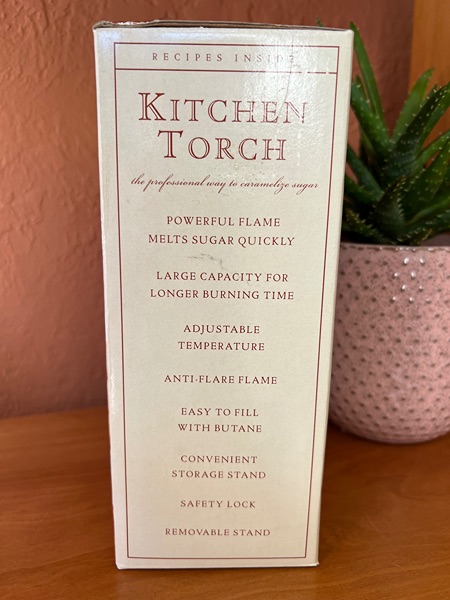 RECIPES INSIDE
KITCHEN
TORCH
the professional way to caramelize sugar
POWERFUL FLAME
MELTS SUGAR QUICKLY
LARGE CAPACITY FOR
LONGER BURNING TIME
ADJUSTABLE
TEMPERATURE
ANTI-FLARE FLAME
EASY TO FILL
WITH BUTANE
CONVENIENT
STORAGE STAND
SAFETY LOCK
REMOVABLE STAND